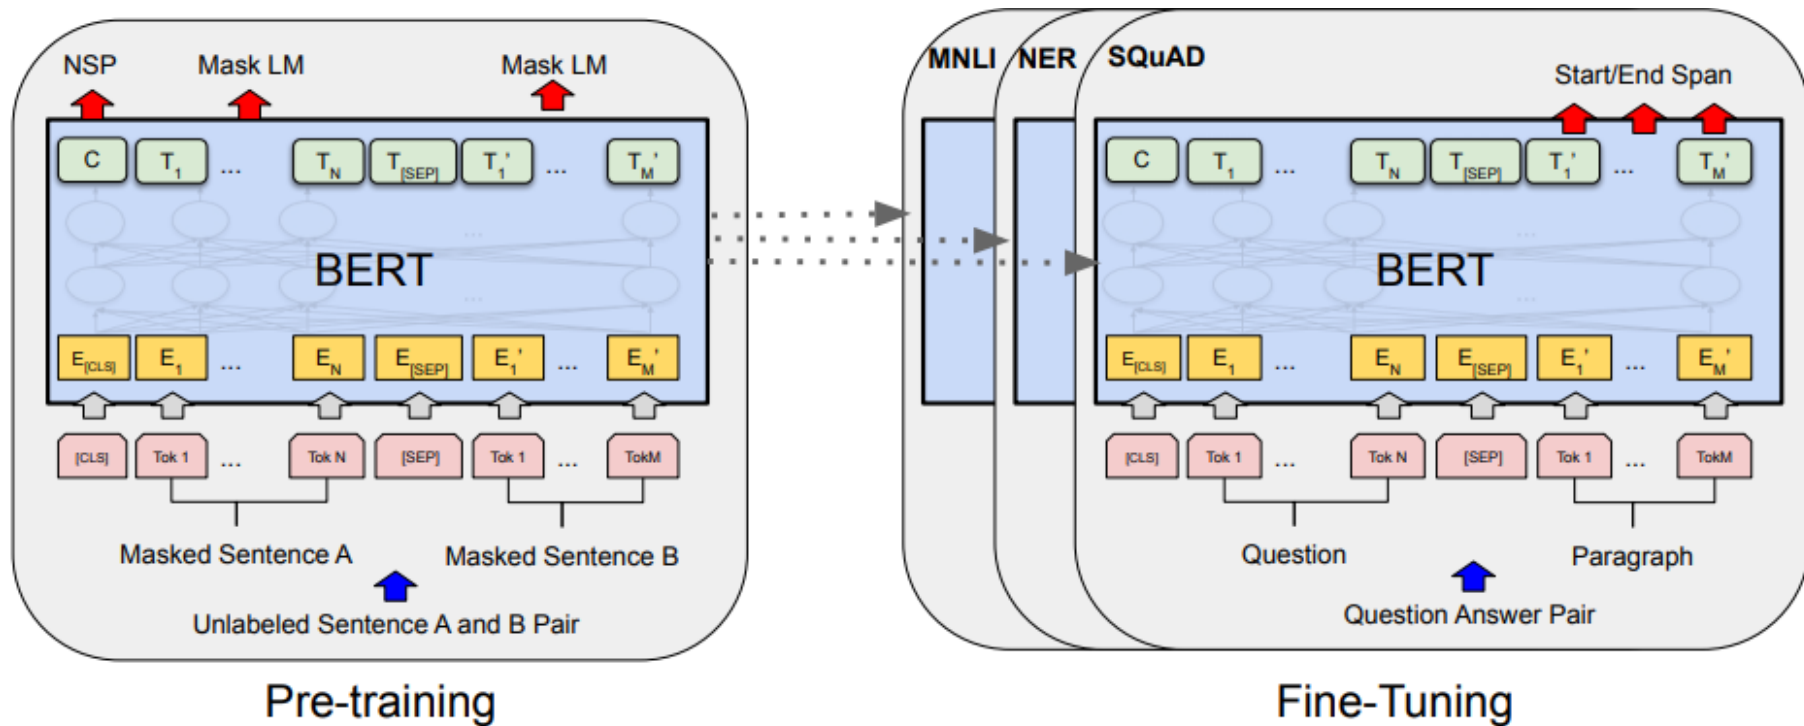 NSP Mask LM Mask LM
C T1 ... TN T[SEP] T1' ... TM'
...
BERT
...
E[CLS] E1 ... EN E[SEP] E1' ... EM'
[CLS] Tok 1 ... Tok N [SEP] Tok 1 ... TokM
Masked Sentence A Masked Sentence B
Unlabeled Sentence A and B Pair
Pre-training
MNLI NER SQuAD
Start/End Span
C T1 ... TN T[SEP] T1' ... TM'
...
BERT
...
E[CLS] E1 ... EN E[SEP] E1' ... EM'
[CLS] Tok 1 ... Tok N [SEP] Tok 1 ... TokM
Question Paragraph
Question Answer Pair
Fine-Tuning